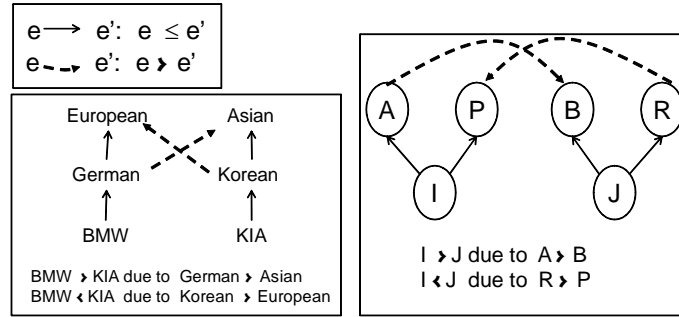 e e': e ≤ e'
e e': e ≻ e'
European Asian
German Korean
BMW KIA
BMW ≻ KIA due to German ≻ Asian
BMW ≺ KIA due to Korean ≻ European
A P B R
I J
I ≻ J due to A ≻ B
I ≺ J due to R ≻ P